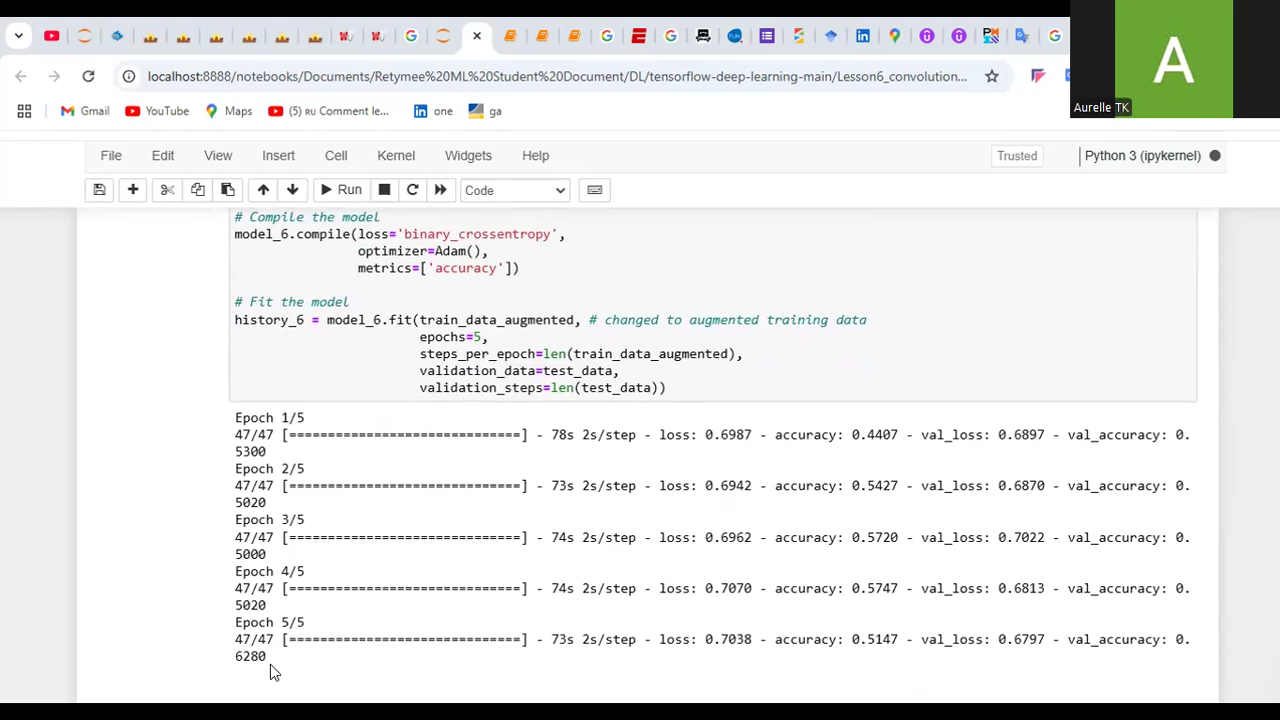 localhost:8888/notebooks/Documents/Retymee%20ML%20Student%20Document/DL/tensorflow-deep-learning-main/Lesson6_convolution...
Aurelle TK
A
Gmail YouTube Maps (5) ʀᴜ Comment le... one ga
File Edit View Insert Cell Kernel Widgets Help Trusted Python 3 (ipykernel)
Run Code
# Compile the model
model_6.compile(loss='binary_crossentropy',
optimizer=Adam(),
metrics=['accuracy'])
# Fit the model
history_6 = model_6.fit(train_data_augmented, # changed to augmented training data
epochs=5,
steps_per_epoch=len(train_data_augmented),
validation_data=test_data,
validation_steps=len(test_data))
Epoch 1/5
47/47 [==============================] - 78s 2s/step - loss: 0.6987 - accuracy: 0.4407 - val_loss: 0.6897 - val_accuracy: 0.
5300
Epoch 2/5
47/47 [==============================] - 73s 2s/step - loss: 0.6942 - accuracy: 0.5427 - val_loss: 0.6870 - val_accuracy: 0.
5020
Epoch 3/5
47/47 [==============================] - 74s 2s/step - loss: 0.6962 - accuracy: 0.5720 - val_loss: 0.7022 - val_accuracy: 0.
5000
Epoch 4/5
47/47 [==============================] - 74s 2s/step - loss: 0.7070 - accuracy: 0.5747 - val_loss: 0.6813 - val_accuracy: 0.
5020
Epoch 5/5
47/47 [==============================] - 73s 2s/step - loss: 0.7038 - accuracy: 0.5147 - val_loss: 0.6797 - val_accuracy: 0.
6280